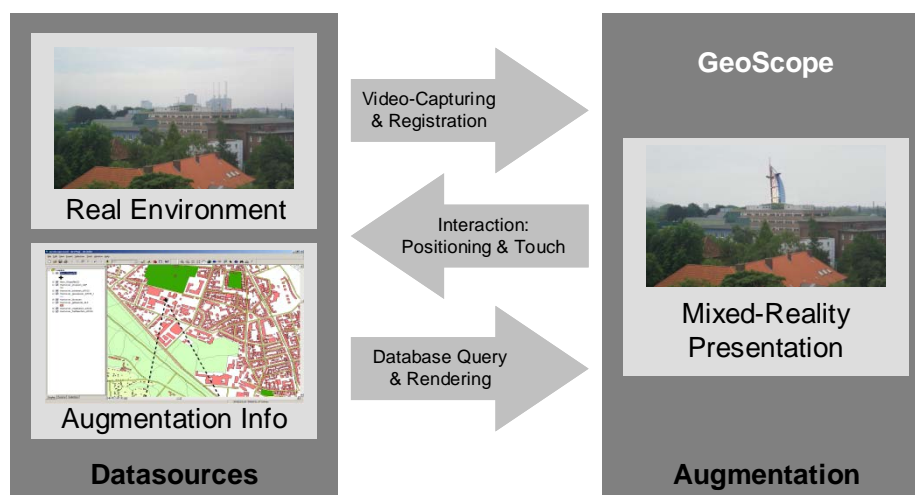 Real Environment
Augmentation Info
Datasources
Video-Capturing
& Registration
Interaction:
Positioning & Touch
Database Query
& Rendering
GeoScope
Mixed-Reality
Presentation
Augmentation